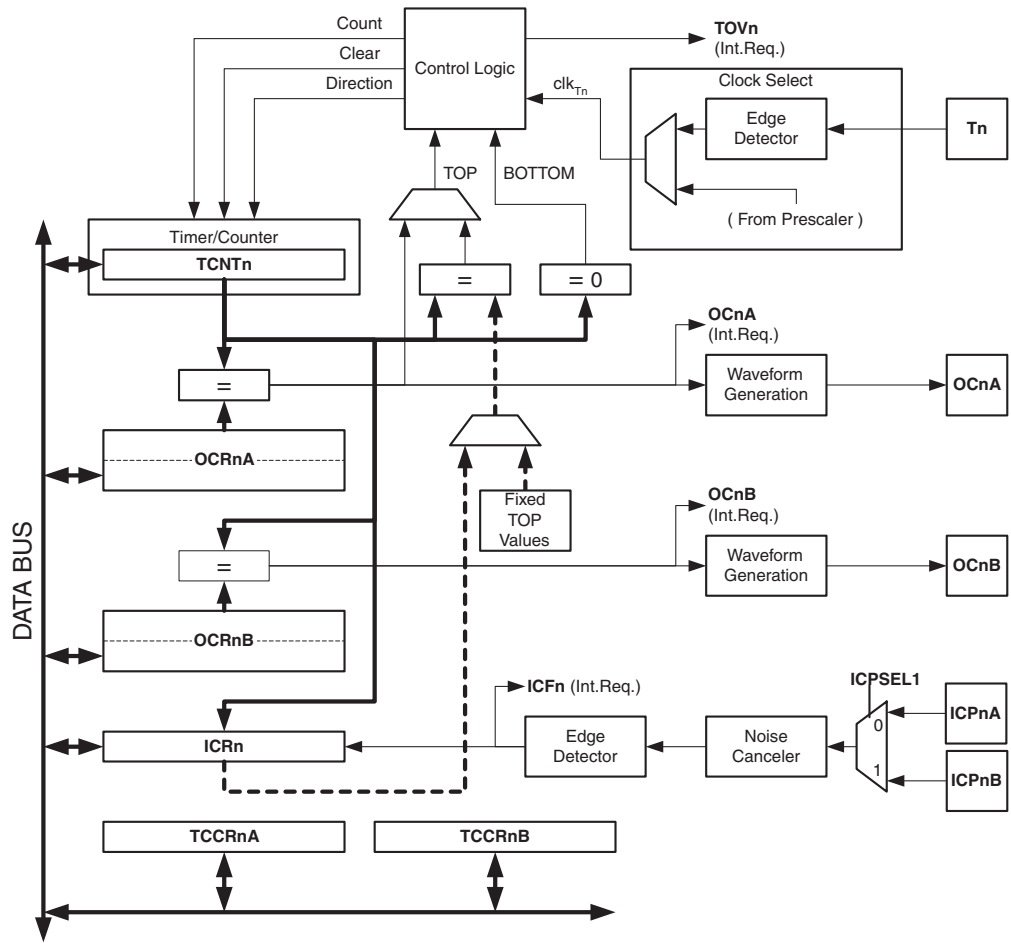 Count
Clear
Direction
Control Logic
TOVn
(Int.Req.)
clkTn
Clock Select
Edge
Detector
Tn
( From Prescaler )
TOP
BOTTOM
Timer/Counter
TCNTn
=
= 0
=
OCRnA
OCnA
(Int.Req.)
Waveform
Generation
OCnA
Fixed
TOP
Values
DATA BUS
=
OCRnB
OCnB
(Int.Req.)
Waveform
Generation
OCnB
ICRn
ICFn (Int.Req.)
Edge
Detector
Noise
Canceler
ICPSEL1
0
1
ICPnA
ICPnB
TCCRnA
TCCRnB